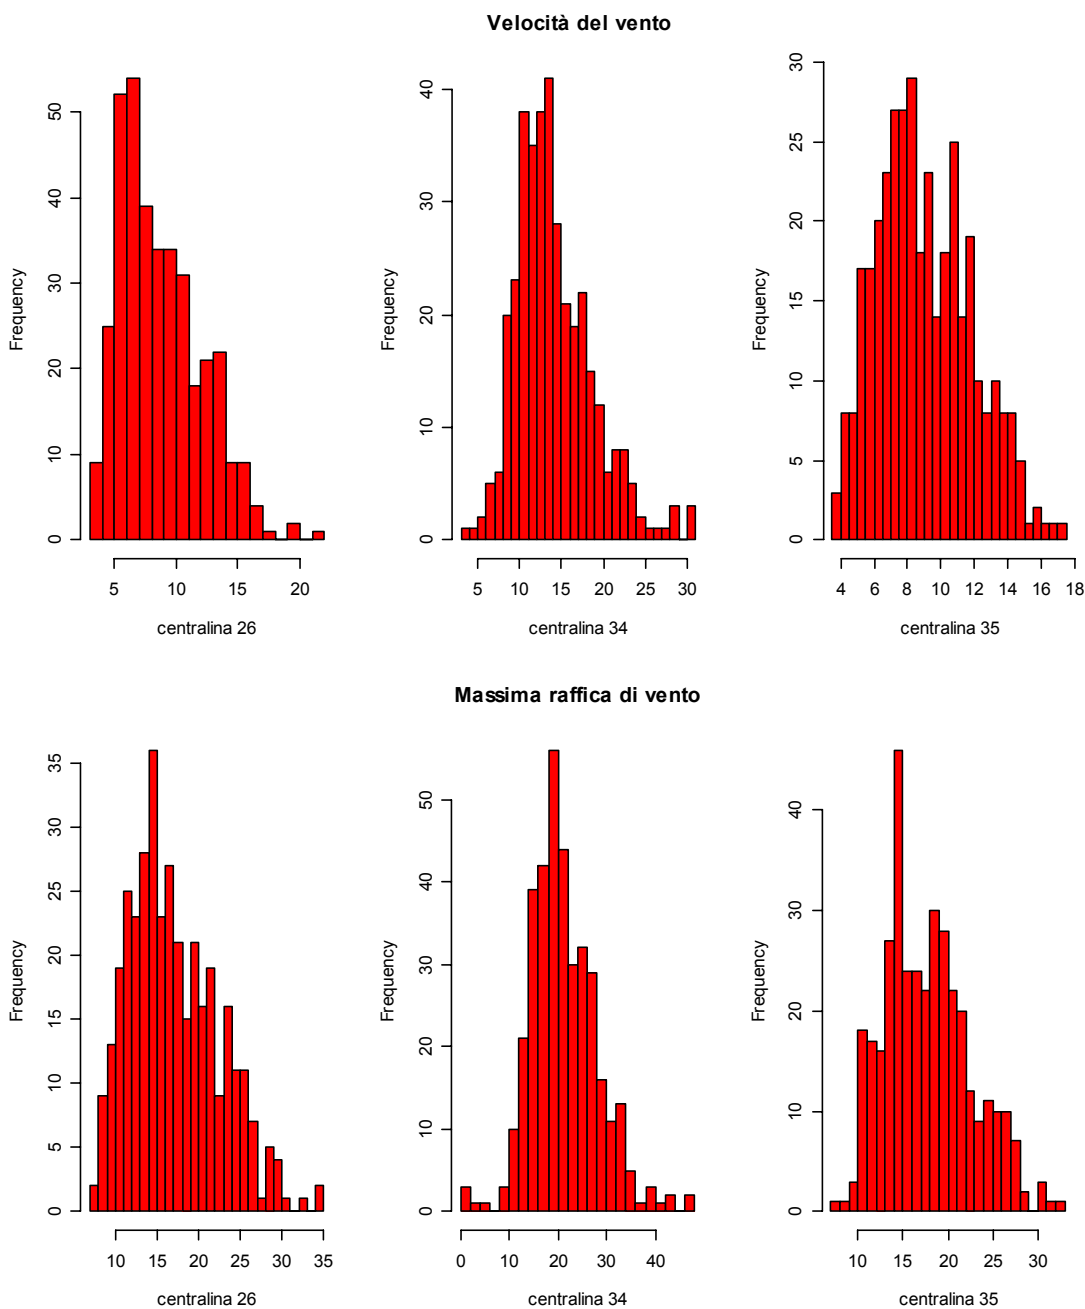 Velocità del vento
Frequency
0 10 20 30 40 50
5 10 15 20
centralina 26
Frequency
0 10 20 30 40
5 10 15 20 25 30
centralina 34
Frequency
0 5 10 15 20 25 30
4 6 8 10 12 14 16 18
centralina 35
Massima raffica di vento
Frequency
0 5 10 15 20 25 30 35
10 15 20 25 30 35
centralina 26
Frequency
0 10 20 30 40 50
0 10 20 30 40
centralina 34
Frequency
0 10 20 30 40
10 15 20 25 30
centralina 35